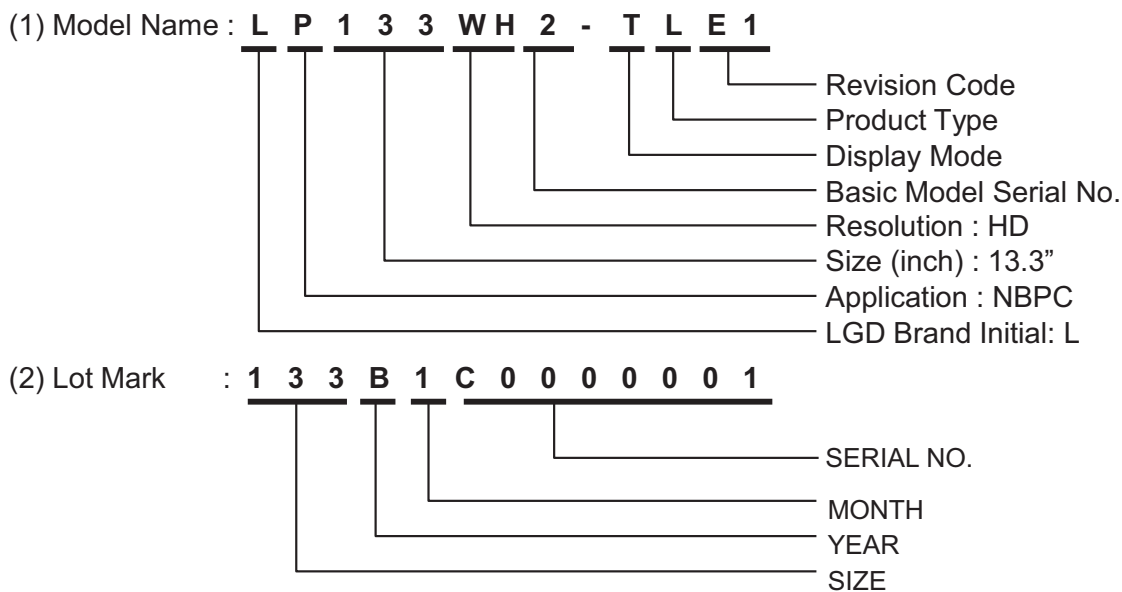 (1) Model Name : L P 1 3 3 W H 2 - T L E 1
Revision Code
Product Type
Display Mode
Basic Model Serial No.
Resolution : HD
Size (inch) : 13.3”
Application : NBPC
LGD Brand Initial: L
(2) Lot Mark : 1 3 3 B 1 C 0 0 0 0 0 0 1
SERIAL NO.
MONTH
YEAR
SIZE